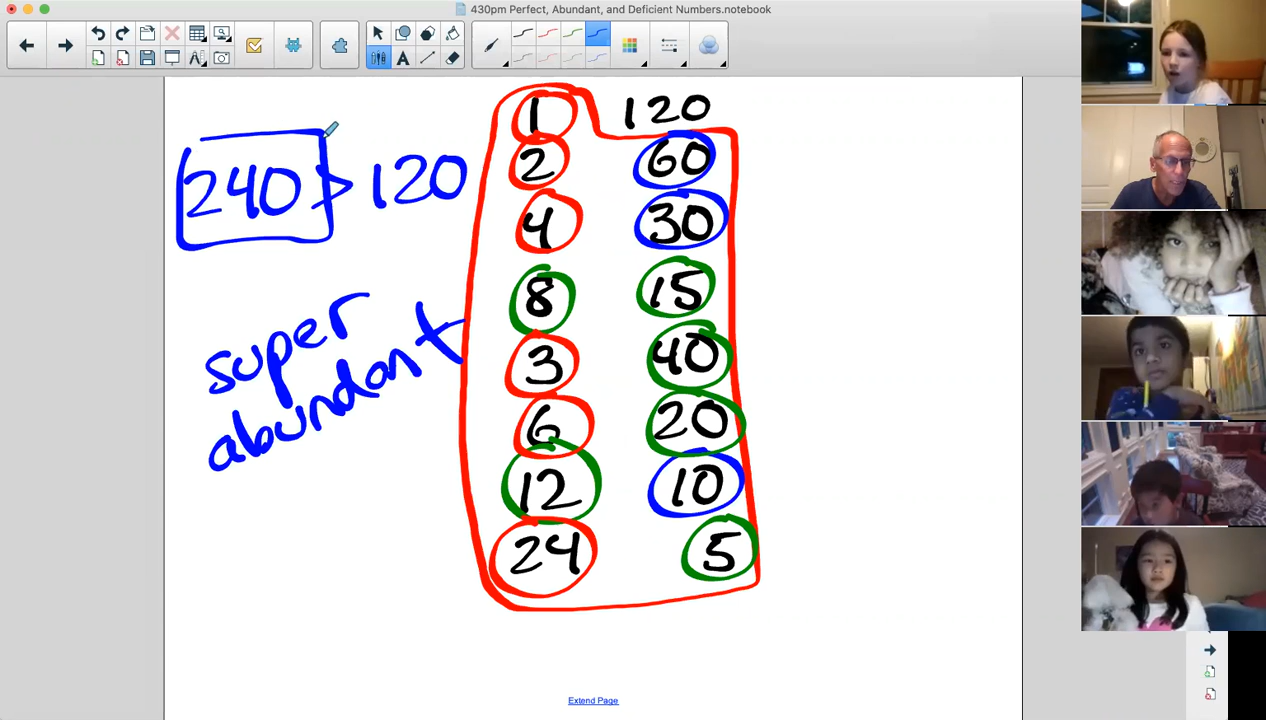 430pm Perfect, Abundant, and Deficient Numbers.notebook
240 > 120
super
abundant
1 120
2 60
4 30
8 15
3 40
6 20
12 10
24 5
Extend Page